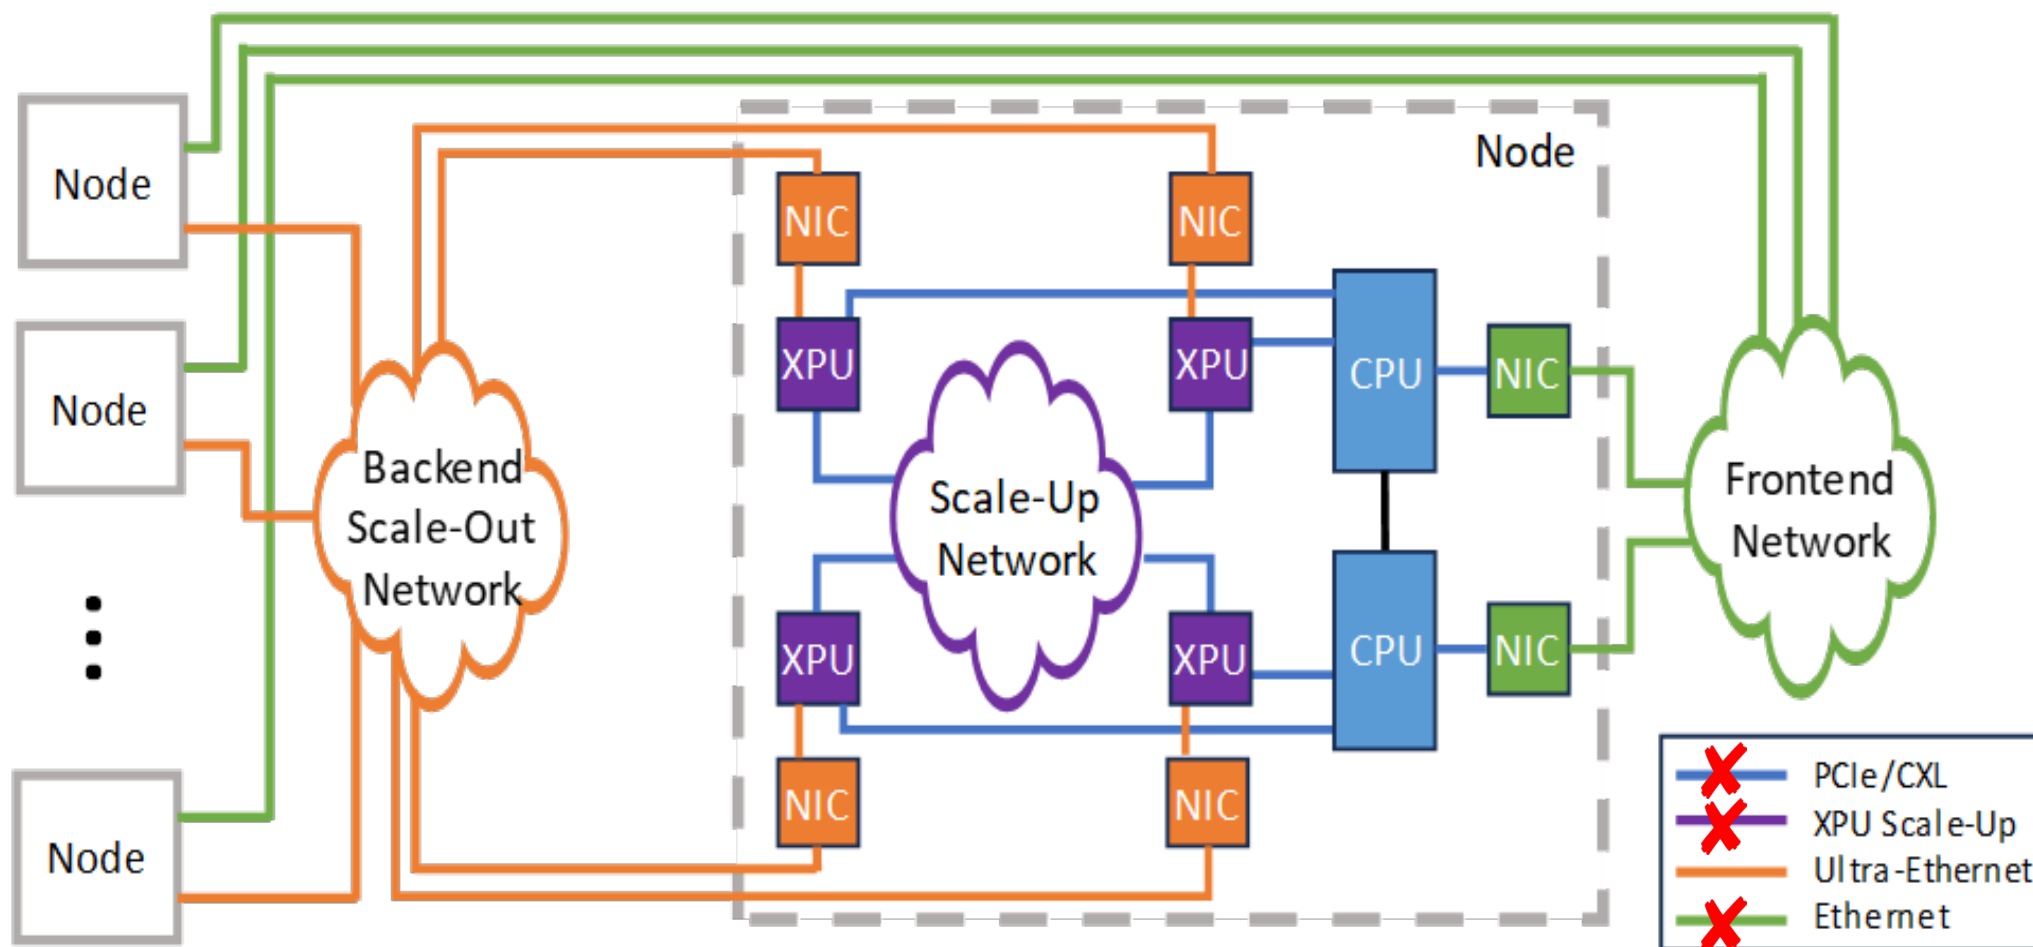 Node
Node
Node
Backend
Scale-Out
Network
Node
NIC
NIC
XPU
XPU
CPU
NIC
Scale-Up
Network
XPU
XPU
CPU
NIC
NIC
NIC
Frontend
Network
PCIe/CXL
XPU Scale-Up
Ultra-Ethernet
Ethernet